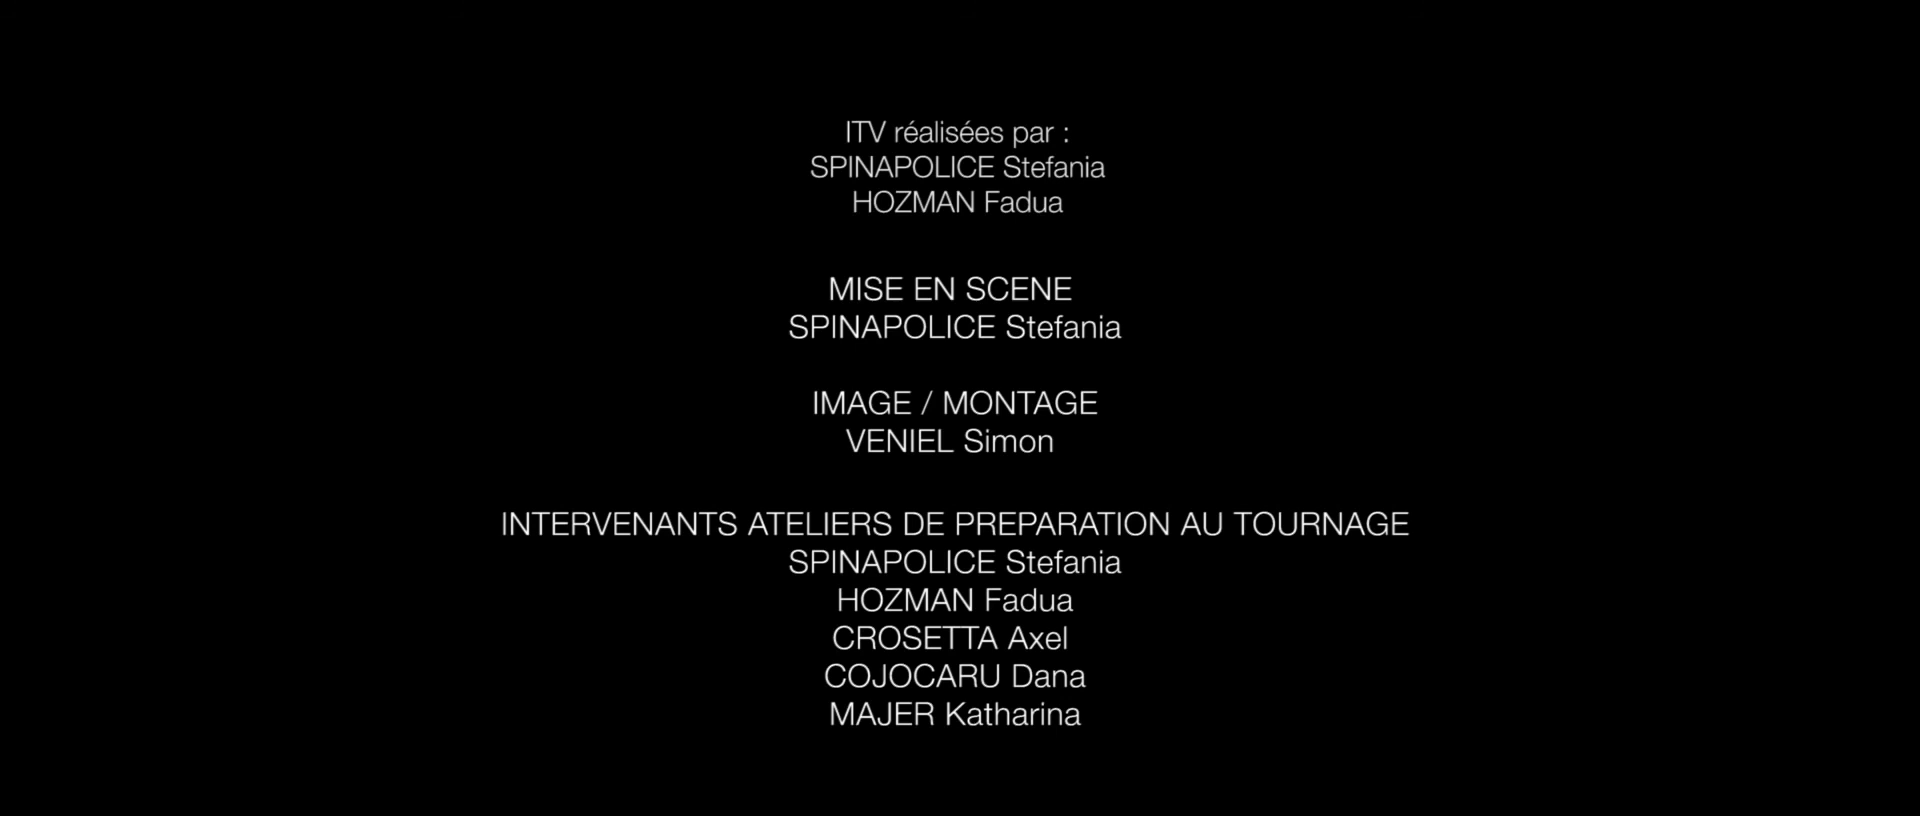 ITV réalisées par :
SPINAPOLICE Stefania
HOZMAN Fadua
MISE EN SCENE
SPINAPOLICE Stefania
IMAGE / MONTAGE
VENIEL Simon
INTERVENANTS ATELIERS DE PREPARATION AU TOURNAGE
SPINAPOLICE Stefania
HOZMAN Fadua
CROSETTA Axel
COJOCARU Dana
MAJER Katharina